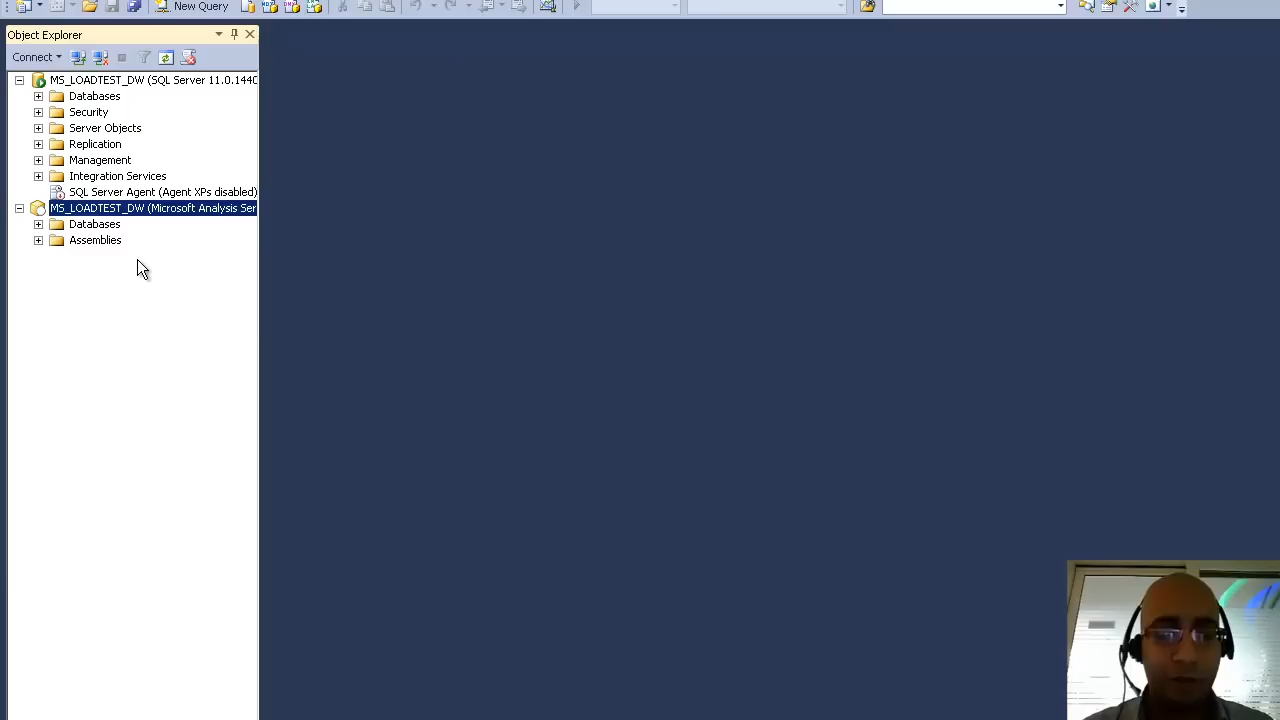 New Query
Object Explorer
Connect
MS_LOADTEST_DW (SQL Server 11.0.1440
Databases
Security
Server Objects
Replication
Management
Integration Services
SQL Server Agent (Agent XPs disabled)
MS_LOADTEST_DW (Microsoft Analysis Ser
Databases
Assemblies